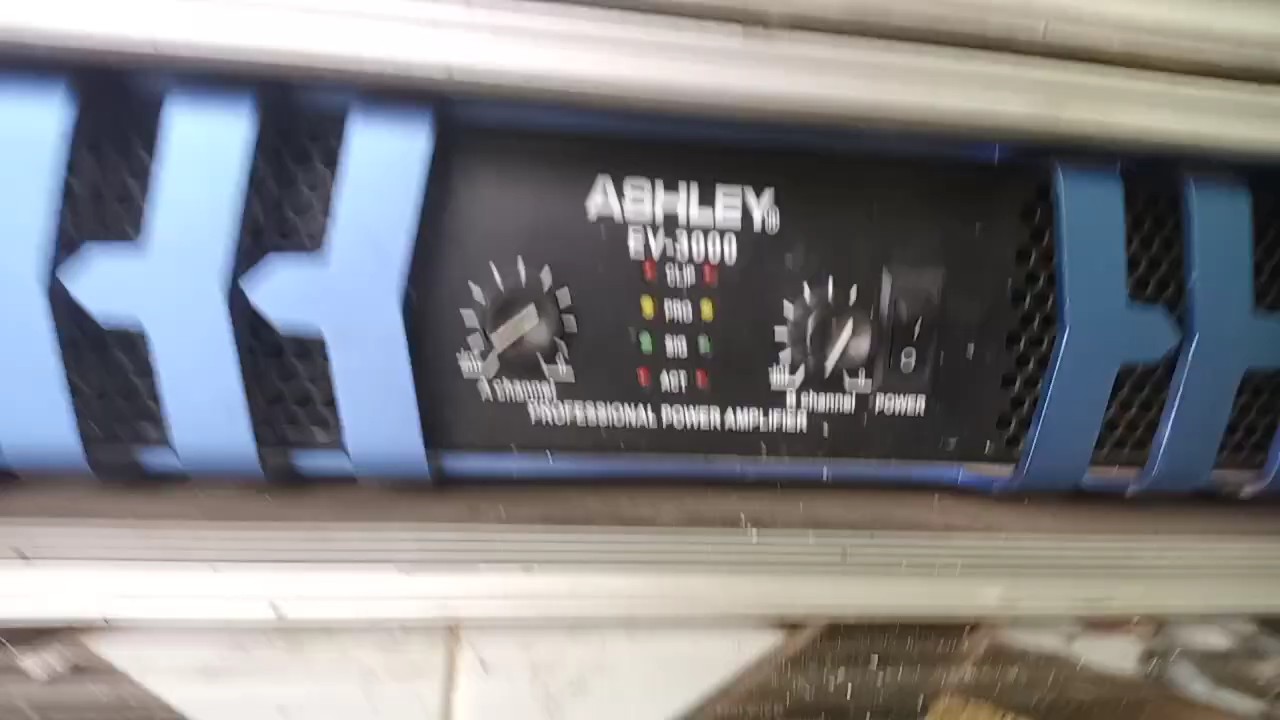 ASHLEY®
EV-3000
CLIP
PRO
SIG
ACT
A channel
B channel
POWER
PROFESSIONAL POWER AMPLIFIER